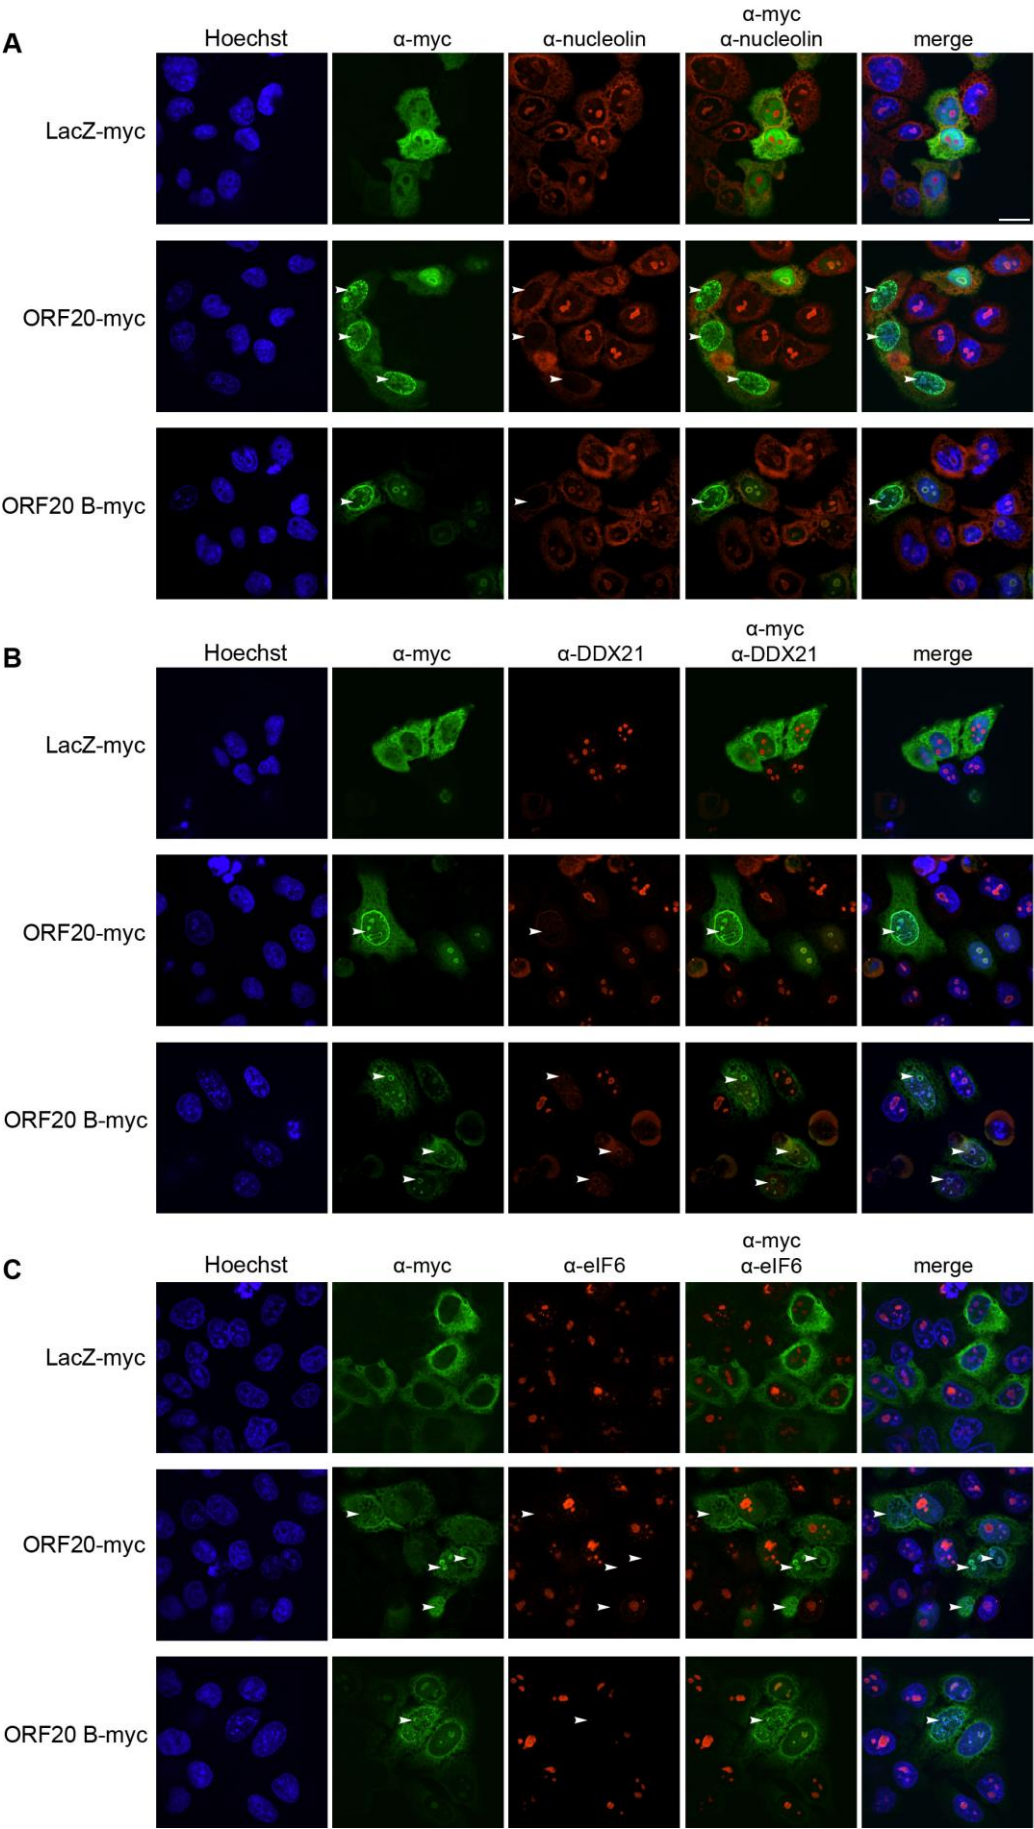 α-myc
A Hoechst α-myc α-nucleolin α-nucleolin merge
LacZ-myc
ORF20-myc
ORF20 B-myc
α-myc
B Hoechst α-myc α-DDX21 α-DDX21 merge
LacZ-myc
ORF20-myc
ORF20 B-myc
α-myc
C Hoechst α-myc α-eIF6 α-eIF6 merge
LacZ-myc
ORF20-myc
ORF20 B-myc